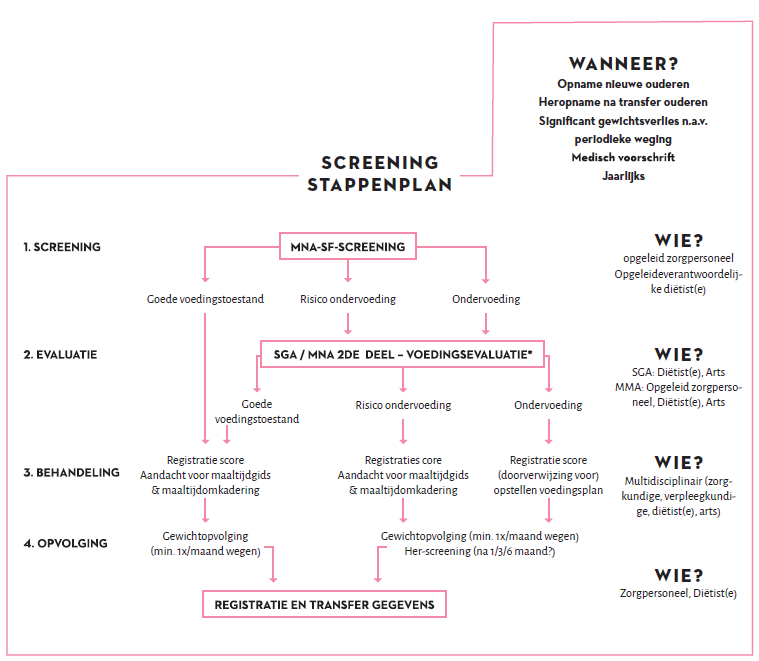 WANNEER?
Opname nieuwe ouderen
Heropname na transfer ouderen
Significant gewichtsverlies n.a.v.
periodieke weging
Medisch voorschrift
Jaarlijks
SCREENING
STAPPENPLAN
1. SCREENING
MNA-SF-SCREENING
WIE?
opgeleid zorgpersoneel
Opgeleideverantwoordelij-
ke diëtist(e)
Goede voedingstoestand
Risico ondervoeding
Ondervoeding
2. EVALUATIE
SGA / MNA 2DE DEEL – VOEDINGSEVALUATIE*
WIE?
SGA: Diëtist(e), Arts
MMA: Opgeleid zorgperso-
neel, Diëtist(e), Arts
Goede
voedingstoestand
Risico ondervoeding
Ondervoeding
3. BEHANDELING
Registratie score
Aandacht voor maaltijdgids
& maaltijdomkadering
Registraties core
Aandacht voor maaltijdgids
& maaltijdomkadering
Registratie score
(doorverwijzing voor)
opstellen voedingsplan
WIE?
Multidisciplinair (zorg-
kundige, verpleegkundi-
ge, diëtist(e), arts)
4. OPVOLGING
Gewichtopvolging
(min. 1x/maand wegen)
Gewichtopvolging (min. 1x/maand wegen)
Her-screening (na 1/3/6 maand?)
WIE?
Zorgpersoneel, Diëtist(e)
REGISTRATIE EN TRANSFER GEGEVENS